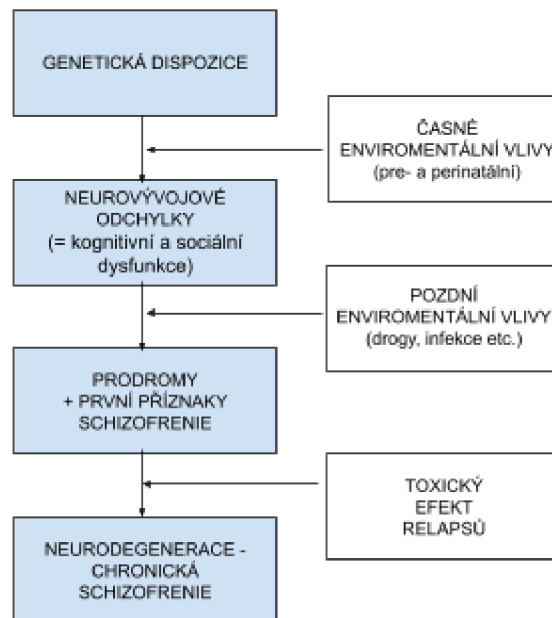 GENETICKÁ DISPOZICE
ČASNÉ
ENVIROMENTÁLNÍ VLIVY
(pre- a perinatální)
NEUROVÝVOJOVÉ
ODCHYLKY
(= kognitivní a sociální
dysfunkce)
POZDNÍ
ENVIROMENTÁLNÍ VLIVY
(drogy, infekce etc.)
PRODROMY
+ PRVNÍ PŘÍZNAKY
SCHIZOFRENIE
TOXICKÝ
EFEKT
RELAPSŮ
NEURODEGENERACE -
CHRONICKÁ
SCHIZOFRENIE